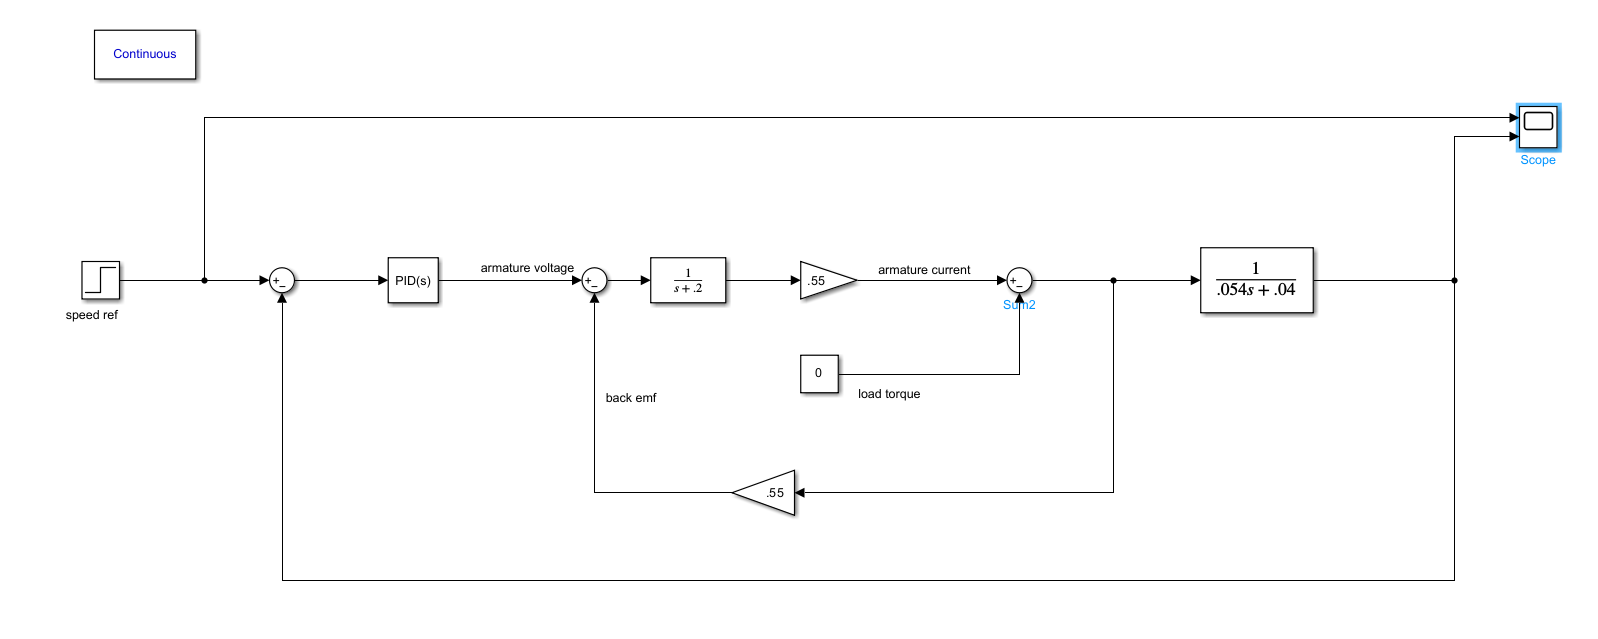 Continuous
Scope
speed ref
+
_
PID(s)
armature voltage
+
_
1
s + .2
.55
armature current
+
_
Sum2
1
.054s + .04
0
load torque
back emf
.55